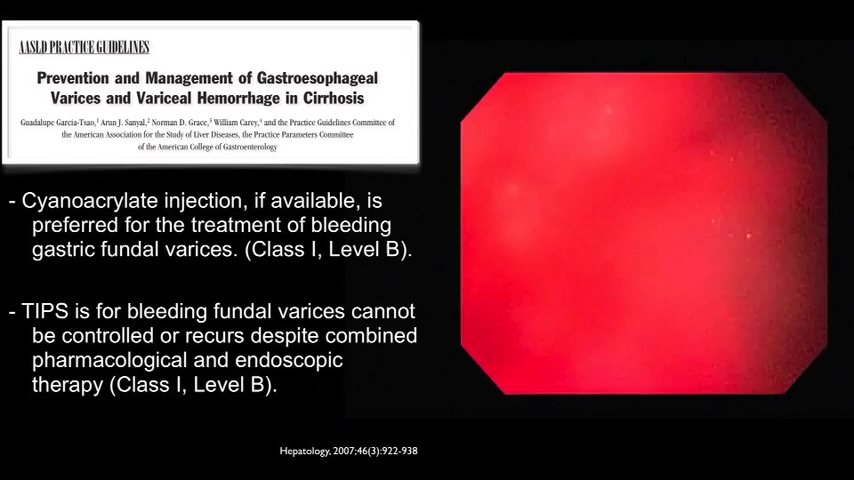 AASLD PRACTICE GUIDELINES
Prevention and Management of Gastroesophageal
Varices and Variceal Hemorrhage in Cirrhosis
Guadalupe Garcia-Tsao,¹ Arun J. Sanyal,² Norman D. Grace,³ William Carey,⁴ and the Practice Guidelines Committee of
the American Association for the Study of Liver Diseases, the Practice Parameters Committee
of the American College of Gastroenterology
- Cyanoacrylate injection, if available, is
preferred for the treatment of bleeding
gastric fundal varices. (Class I, Level B).
- TIPS is for bleeding fundal varices cannot
be controlled or recurs despite combined
pharmacological and endoscopic
therapy (Class I, Level B).
Hepatology, 2007;46(3):922-938